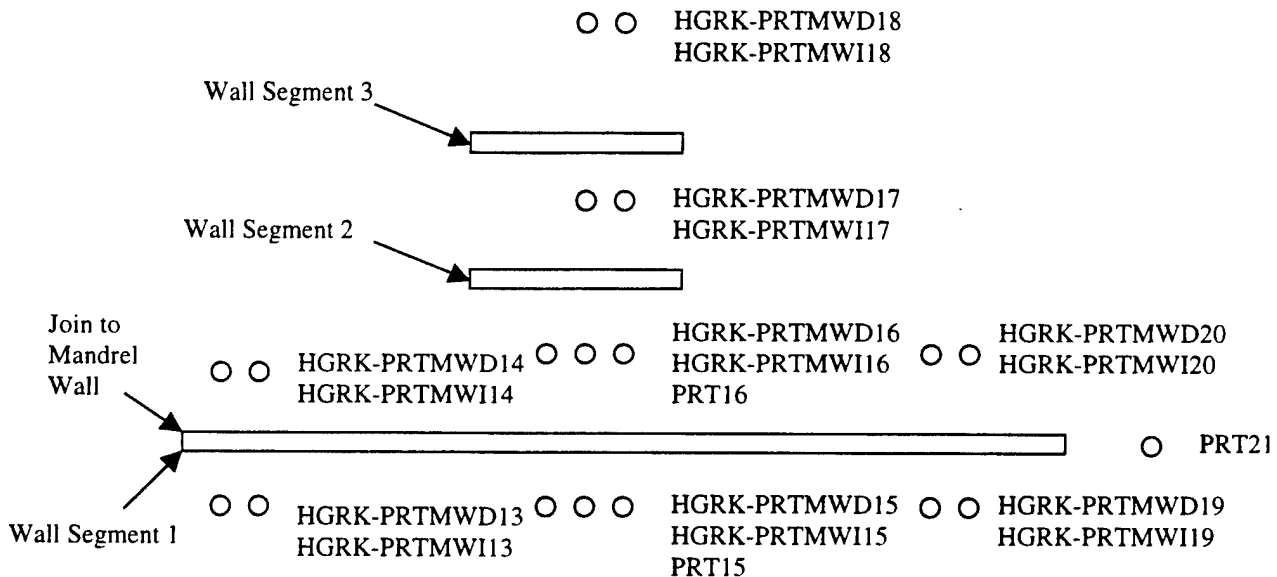 HGRK-PRTMWD18
HGRK-PRTMWI18
Wall Segment 3
HGRK-PRTMWD17
HGRK-PRTMWI17
Wall Segment 2
Join to
Mandrel
Wall
HGRK-PRTMWD14
HGRK-PRTMWI14
HGRK-PRTMWD16
HGRK-PRTMWI16
PRT16
HGRK-PRTMWD20
HGRK-PRTMWI20
PRT21
Wall Segment 1
HGRK-PRTMWD13
HGRK-PRTMWI13
HGRK-PRTMWD15
HGRK-PRTMWI15
PRT15
HGRK-PRTMWD19
HGRK-PRTMWI19